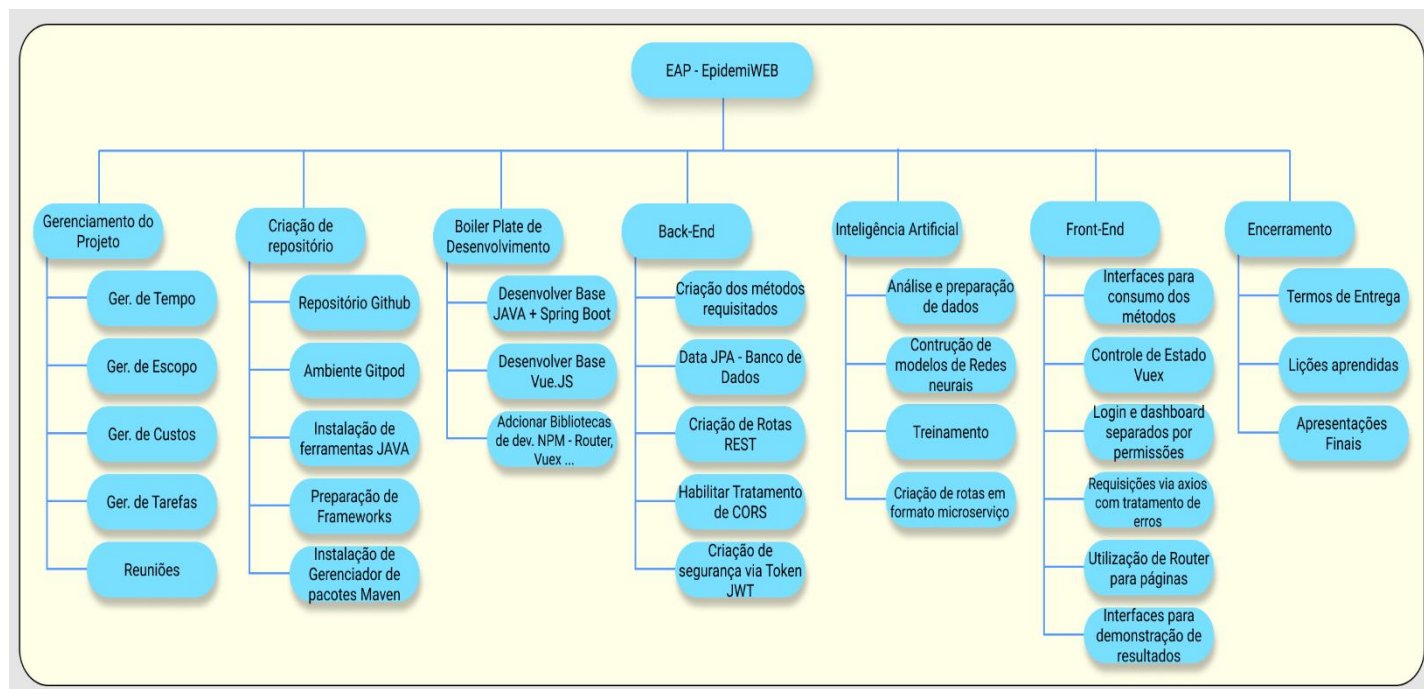 EAP - EpidemiWEB
Gerenciamento do
Projeto
Ger. de Tempo
Ger. de Escopo
Ger. de Custos
Ger. de Tarefas
Reuniões
Criação de
repositório
Repositório Github
Ambiente Gitpod
Instalação de
ferramentas JAVA
Preparação de
Frameworks
Instalação de
Gerenciador de
pacotes Maven
Boiler Plate de
Desenvolvimento
Desenvolver Base
JAVA + Spring Boot
Desenvolver Base
Vue.JS
Adcionar Bibliotecas
de dev. NPM - Router,
Vuex ...
Back-End
Criação dos métodos
requisitados
Data JPA - Banco de
Dados
Criação de Rotas
REST
Habilitar Tratamento
de CORS
Criação de
segurança via Token
JWT
Inteligência Artificial
Análise e preparação
de dados
Contrução de
modelos de Redes
neurais
Treinamento
Criação de rotas em
formato microserviço
Front-End
Interfaces para
consumo dos
métodos
Controle de Estado
Vuex
Login e dashboard
separados por
permissões
Requisições via axios
com tratamento de
erros
Utilização de Router
para páginas
Interfaces para
demonstração de
resultados
Encerramento
Termos de Entrega
Lições aprendidas
Apresentações
Finais